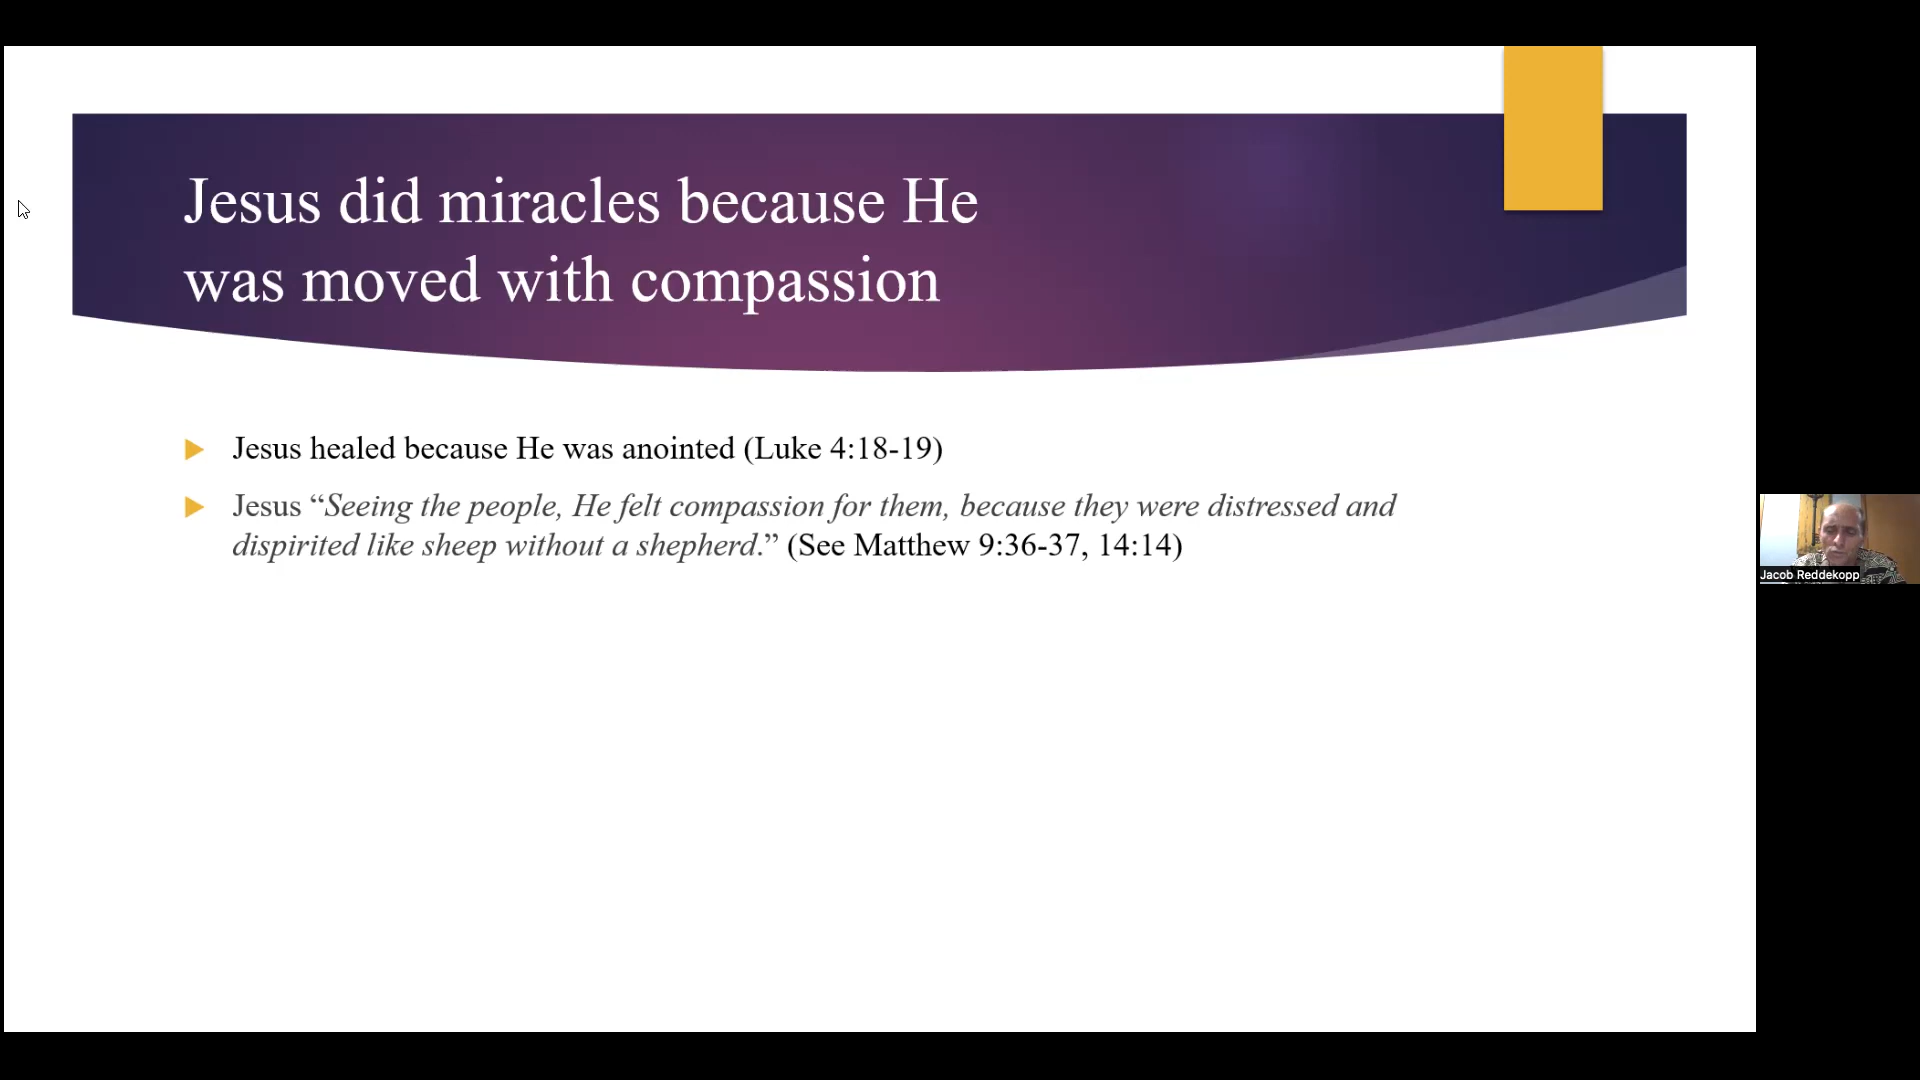 Jesus did miracles because He
was moved with compassion
Jesus healed because He was anointed (Luke 4:18-19)
Jesus “Seeing the people, He felt compassion for them, because they were distressed and
dispirited like sheep without a shepherd.” (See Matthew 9:36-37, 14:14)
Jacob Reddekopp